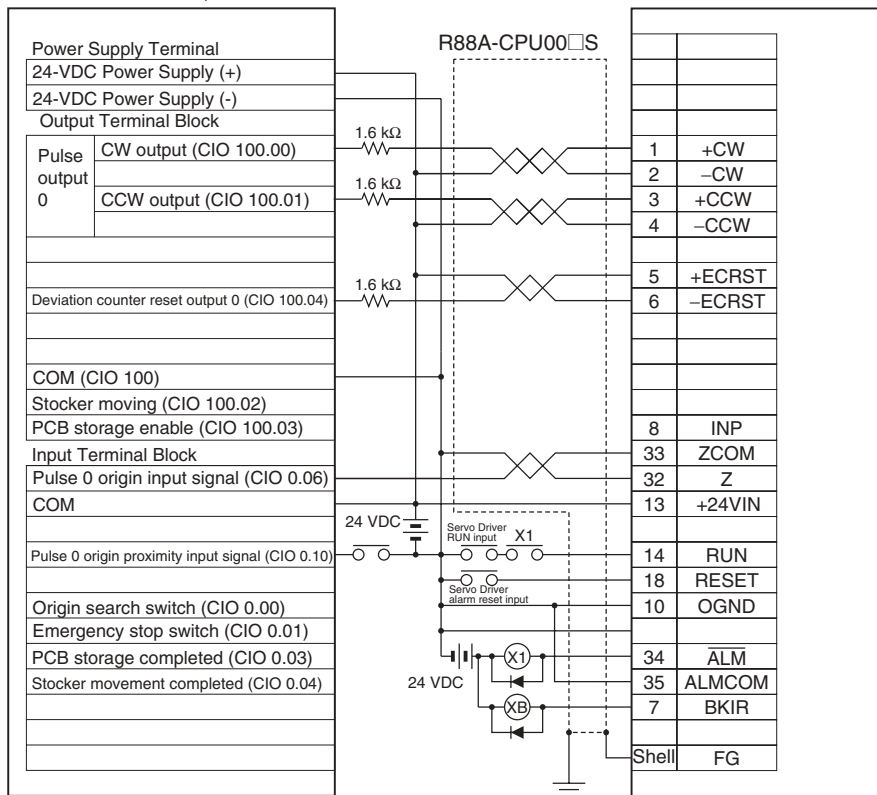 R88A-CPU00□S
Power Supply Terminal
24-VDC Power Supply (+)
24-VDC Power Supply (-)
Output Terminal Block
Pulse output 0
CW output (CIO 100.00)
CCW output (CIO 100.01)
Deviation counter reset output 0 (CIO 100.04)
COM (CIO 100)
Stocker moving (CIO 100.02)
PCB storage enable (CIO 100.03)
Input Terminal Block
Pulse 0 origin input signal (CIO 0.06)
COM
Pulse 0 origin proximity input signal (CIO 0.10)
Origin search switch (CIO 0.00)
Emergency stop switch (CIO 0.01)
PCB storage completed (CIO 0.03)
Stocker movement completed (CIO 0.04)
1.6 kΩ
1.6 kΩ
1.6 kΩ
24 VDC
Servo Driver
RUN input
X1
Servo Driver
alarm reset input
24 VDC
X1
XB
1 +CW
2 −CW
3 +CCW
4 −CCW
5 +ECRST
6 −ECRST
8 INP
33 ZCOM
32 Z
13 +24VIN
14 RUN
18 RESET
10 OGND
34 A̅L̅M̅
35 ALMCOM
7 BKIR
Shell FG